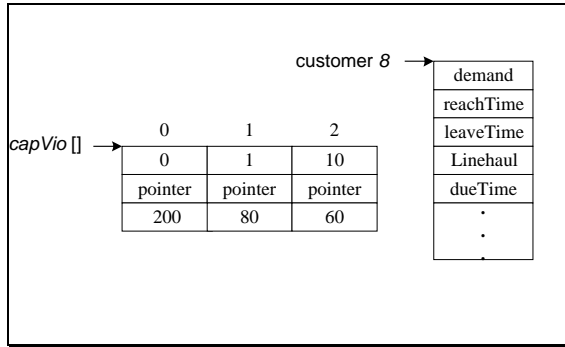 customer 8
demand
reachTime
leaveTime
Linehaul
dueTime
.
.
.
0 1 2
capVio []
0 1 10
pointer pointer pointer
200 80 60